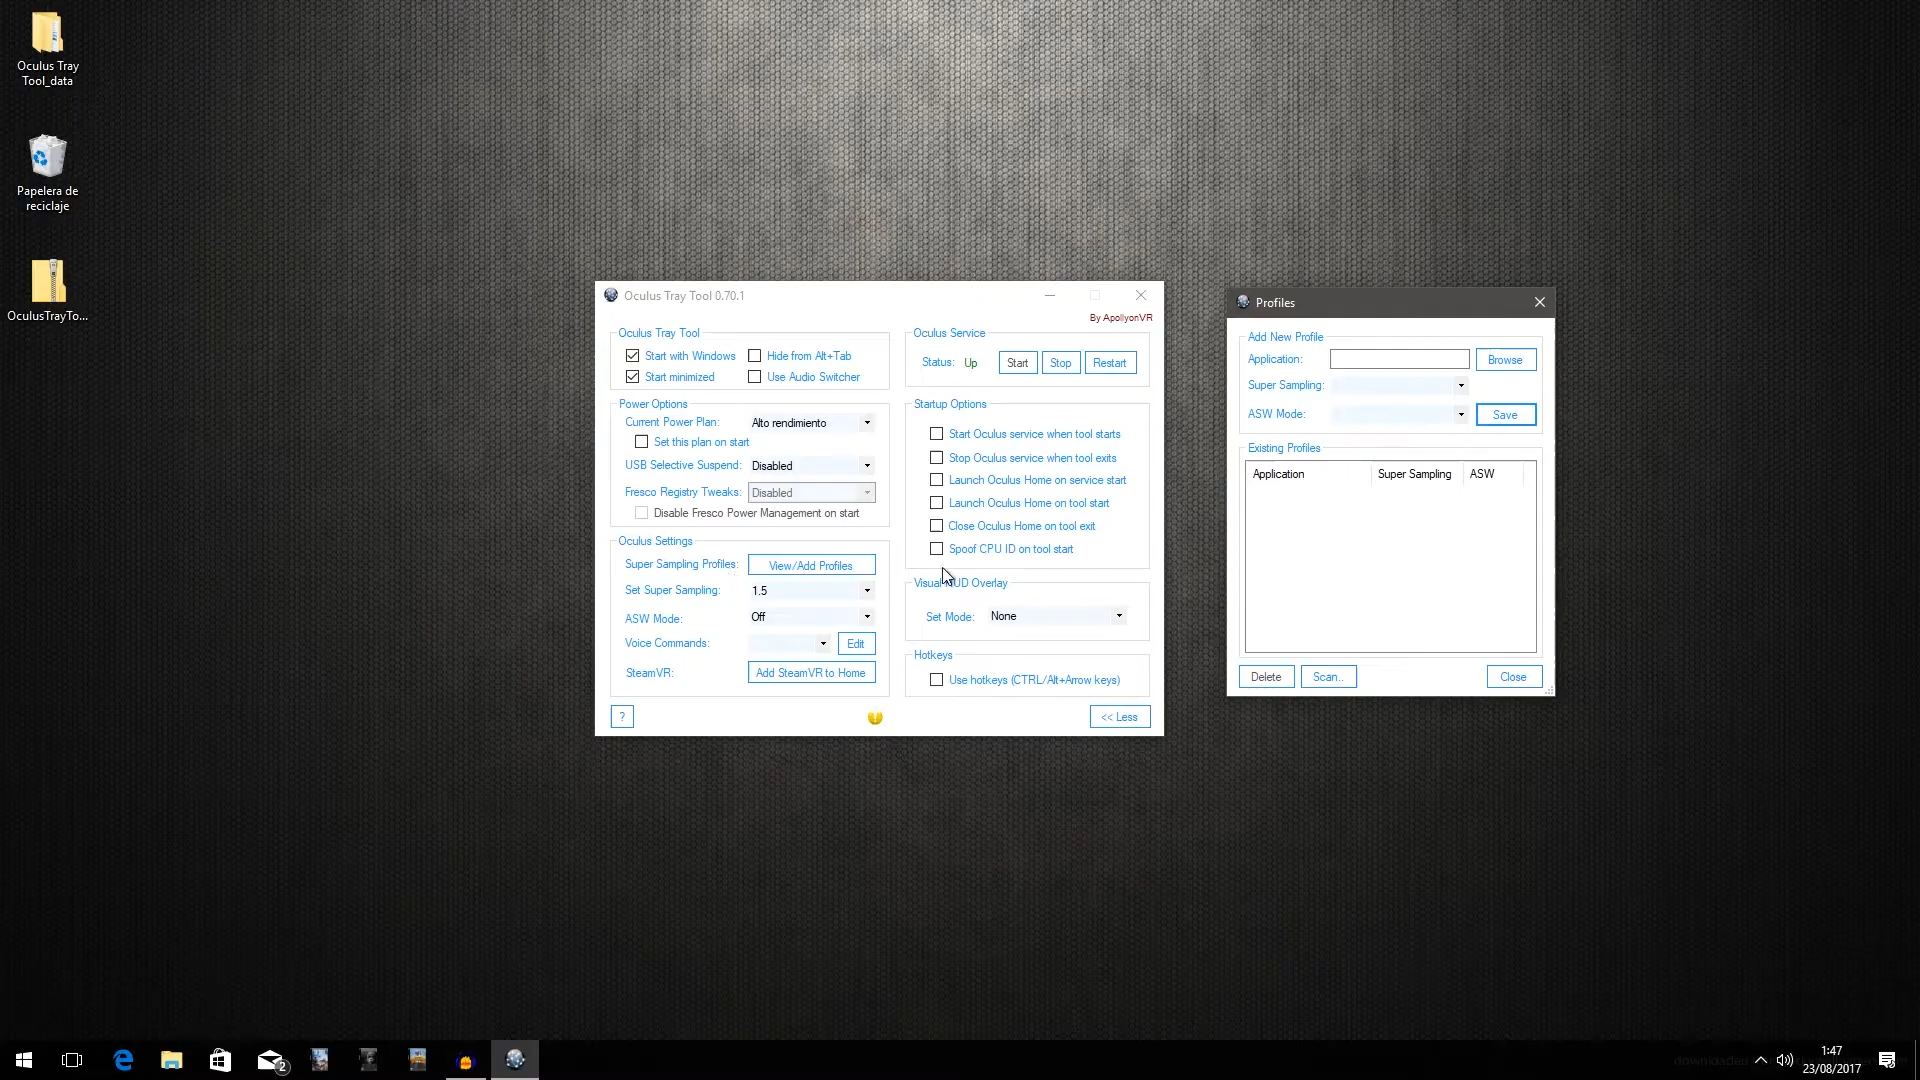 Oculus Tray
Tool_data
Papelera de
reciclaje
OculusTrayTo...
Oculus Tray Tool 0.70.1
By ApollyonVR
Oculus Tray Tool
Start with Windows
Hide from Alt+Tab
Start minimized
Use Audio Switcher
Power Options
Current Power Plan: Alto rendimiento
Set this plan on start
USB Selective Suspend: Disabled
Fresco Registry Tweaks: Disabled
Disable Fresco Power Management on start
Oculus Settings
Super Sampling Profiles: View/Add Profiles
Set Super Sampling: 1.5
ASW Mode: Off
Voice Commands: Edit
SteamVR: Add SteamVR to Home
?
Oculus Service
Status: Up Start Stop Restart
Startup Options
Start Oculus service when tool starts
Stop Oculus service when tool exits
Launch Oculus Home on service start
Launch Oculus Home on tool start
Close Oculus Home on tool exit
Spoof CPU ID on tool start
Visual HUD Overlay
Set Mode: None
Hotkeys
Use hotkeys (CTRL/Alt+Arrow keys)
<< Less
Profiles
Add New Profile
Application: Browse
Super Sampling:
ASW Mode: Save
Existing Profiles
Application Super Sampling ASW
Delete Scan.. Close
2
1:47
23/08/2017